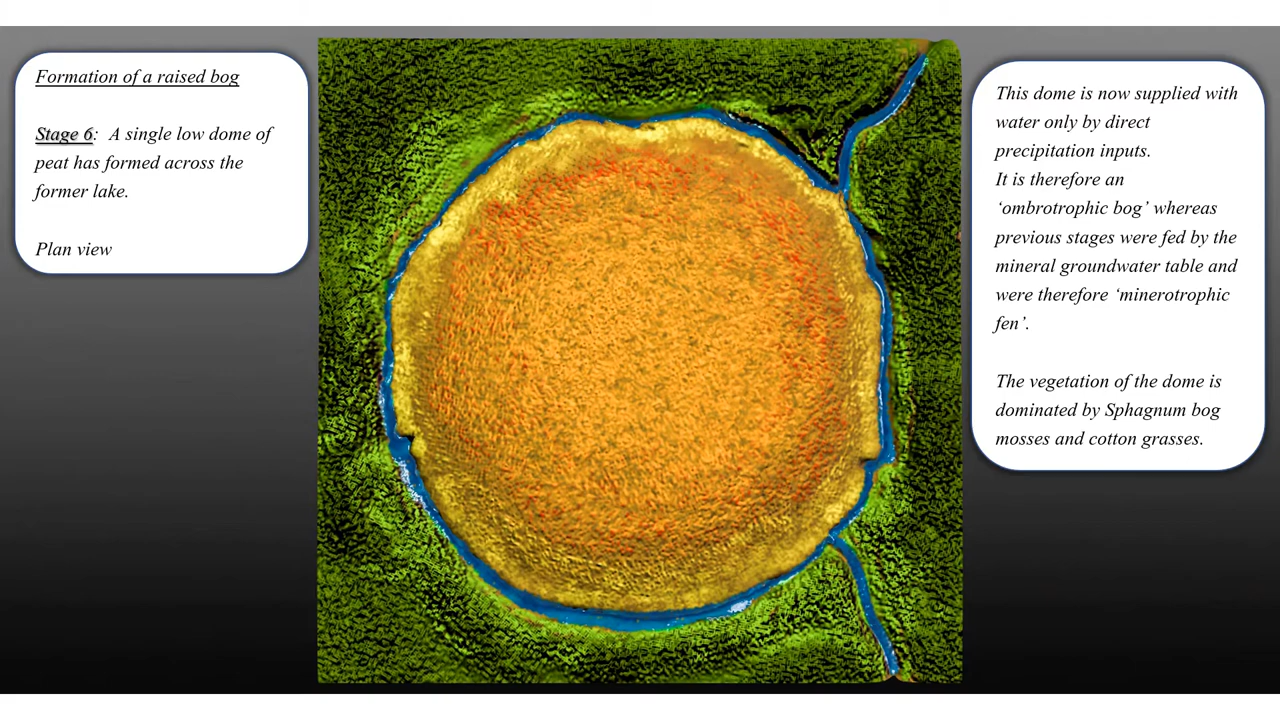 Formation of a raised bog
Stage 6: A single low dome of
peat has formed across the
former lake.
Plan view
This dome is now supplied with
water only by direct
precipitation inputs.
It is therefore an
‘ombrotrophic bog’ whereas
previous stages were fed by the
mineral groundwater table and
were therefore ‘minerotrophic
fen’.
The vegetation of the dome is
dominated by Sphagnum bog
mosses and cotton grasses.